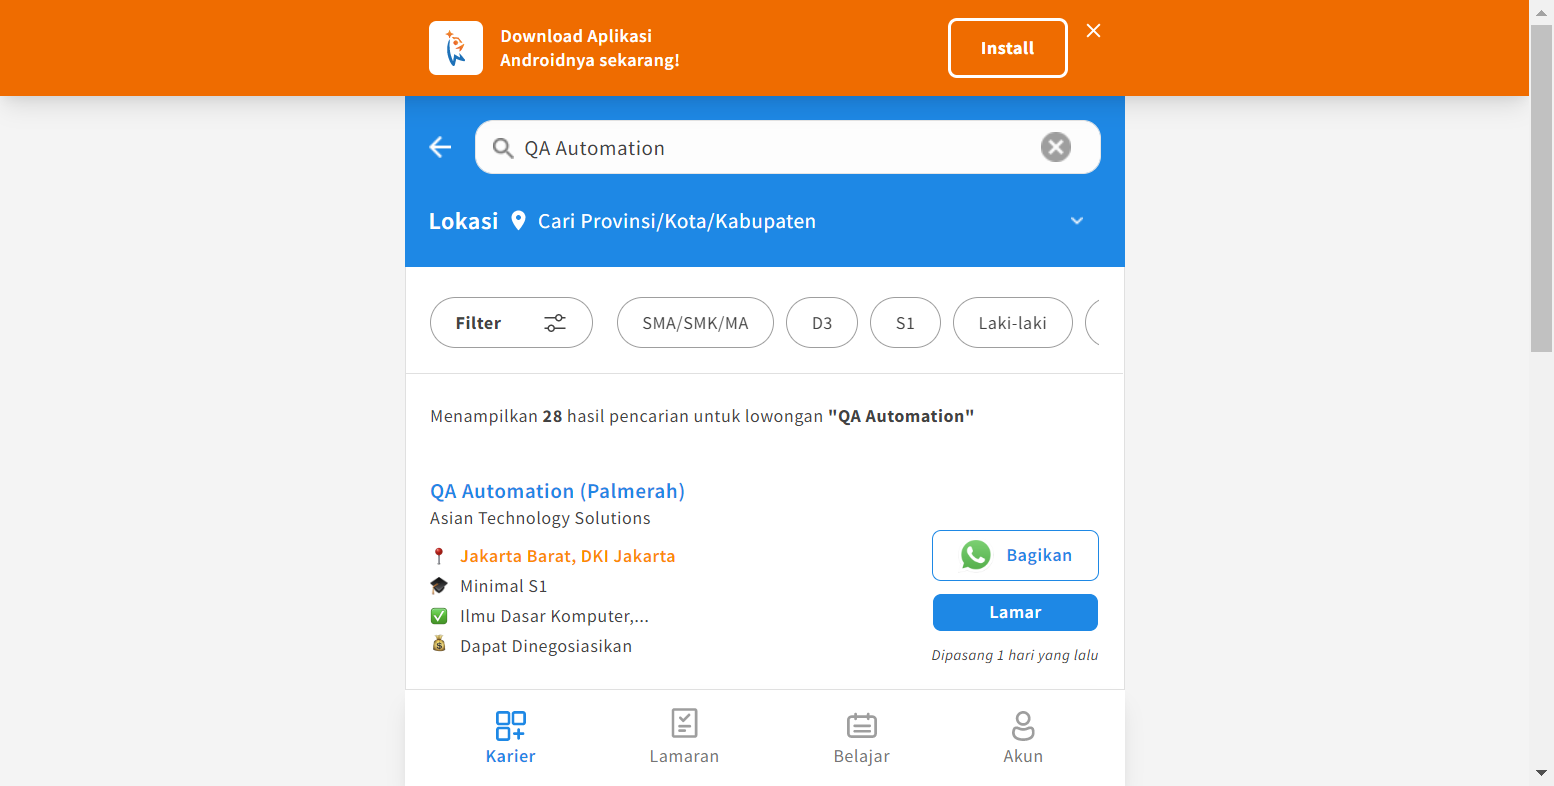 Download Aplikasi
Androidnya sekarang!
Install
QA Automation
Lokasi Cari Provinsi/Kota/Kabupaten
Filter SMA/SMK/MA D3 S1 Laki-laki
Menampilkan 28 hasil pencarian untuk lowongan "QA Automation"
QA Automation (Palmerah)
Asian Technology Solutions
Jakarta Barat, DKI Jakarta
Minimal S1
Ilmu Dasar Komputer,...
Dapat Dinegosiasikan
Bagikan
Lamar
Dipasang 1 hari yang lalu
Karier Lamaran Belajar Akun